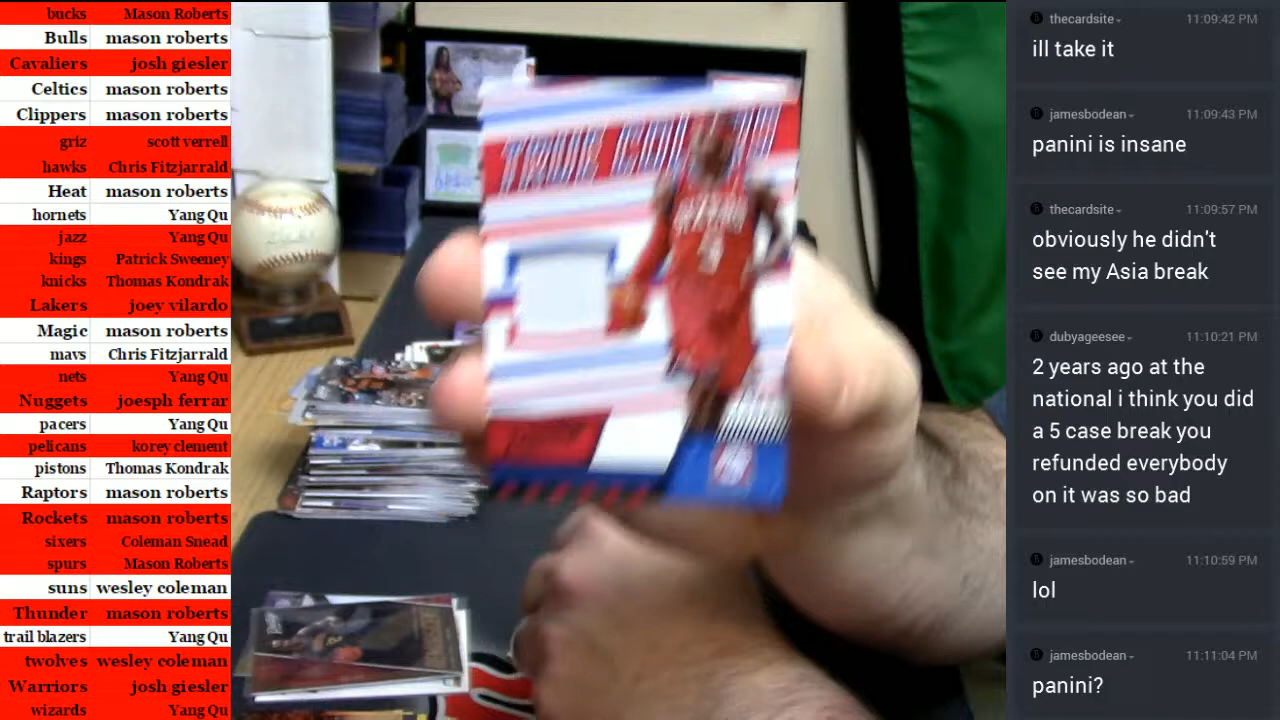 bucks Mason Roberts
Bulls mason roberts
Cavaliers josh giesler
Celtics mason roberts
Clippers mason roberts
griz scott verrell
hawks Chris Fitzjarrald
Heat mason roberts
hornets Yang Qu
jazz Yang Qu
kings Patrick Sweeney
knicks Thomas Kondrak
Lakers joey vilardo
Magic mason roberts
mavs Chris Fitzjarrald
nets Yang Qu
Nuggets joesph ferrar
pacers Yang Qu
pelicans korey clement
pistons Thomas Kondrak
Raptors mason roberts
Rockets mason roberts
sixers Coleman Snead
spurs Mason Roberts
suns wesley coleman
Thunder mason roberts
trail blazers Yang Qu
twolves wesley coleman
Warriors josh giesler
wizards Yang Qu
TRUE
thecardsite 11:09:42 PM
ill take it
jamesbodean 11:09:43 PM
panini is insane
thecardsite 11:09:57 PM
obviously he didn't
see my Asia break
dubyageesee 11:10:21 PM
2 years ago at the
national i think you did
a 5 case break you
refunded everybody
on it was so bad
jamesbodean 11:10:59 PM
lol
jamesbodean 11:11:04 PM
panini?